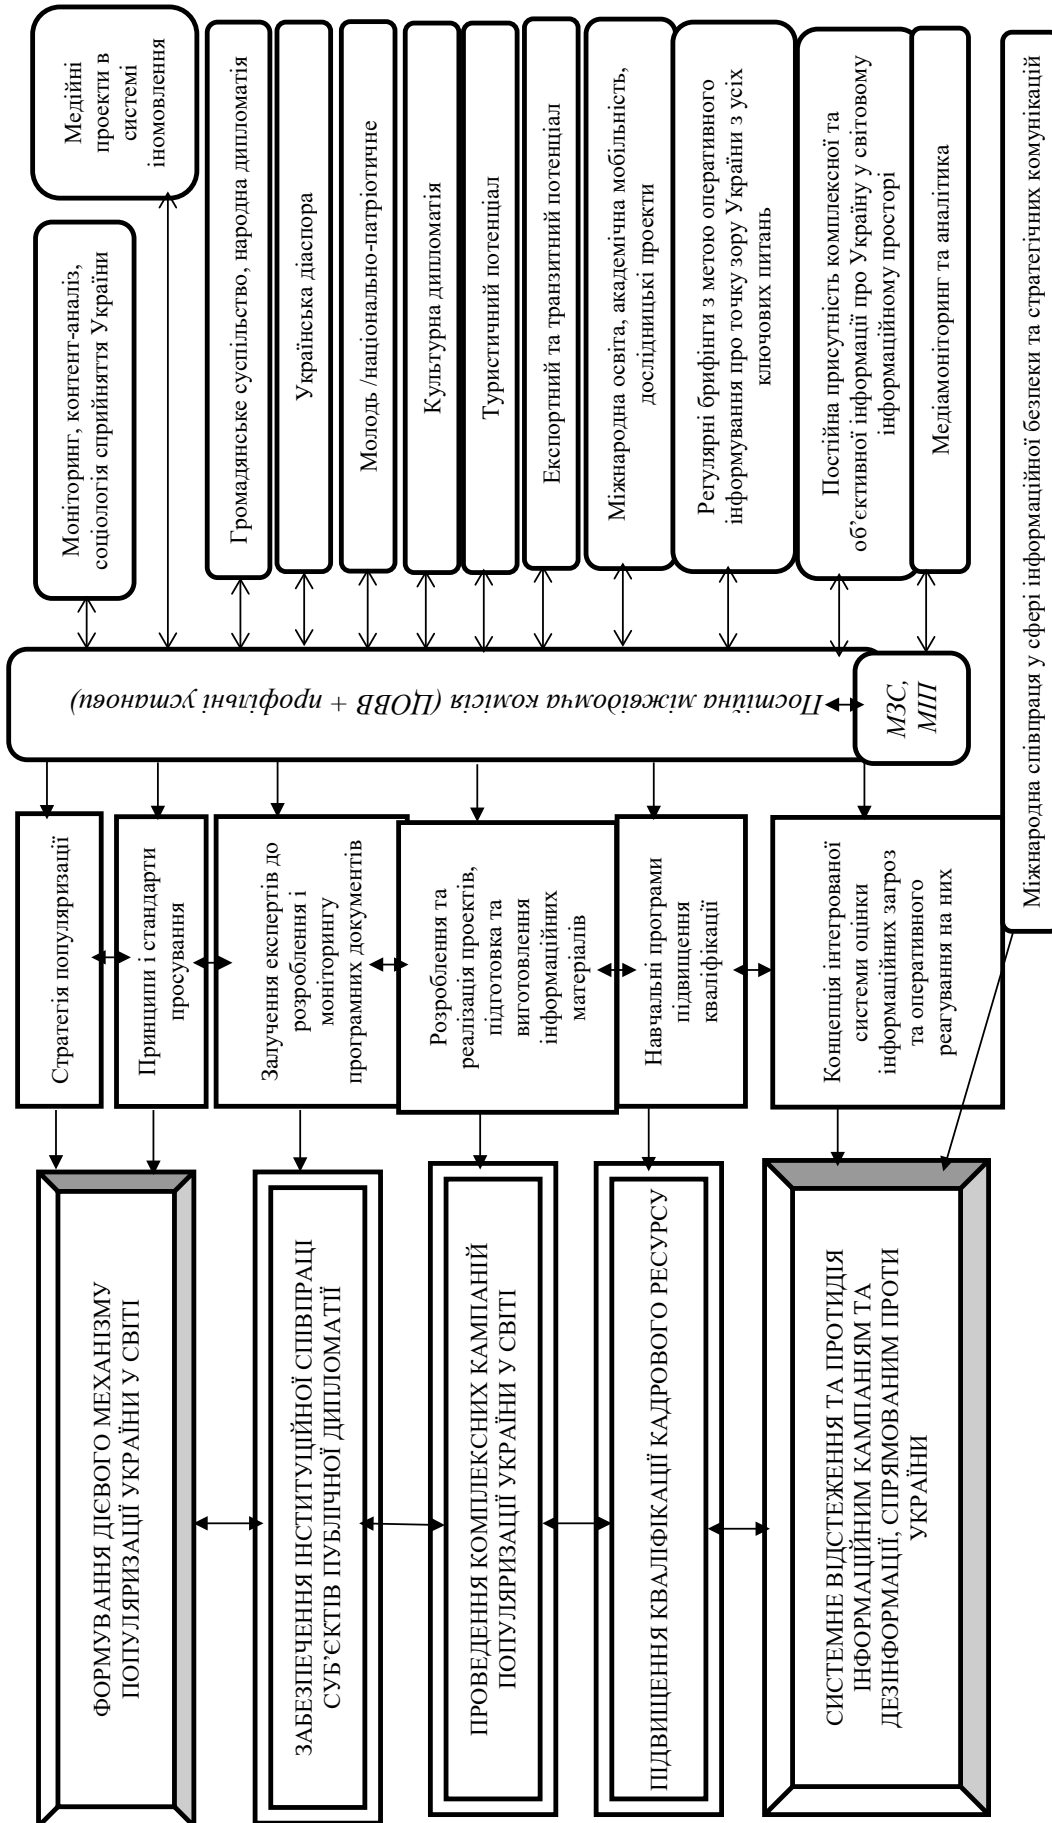 ФОРМУВАННЯ ДІЄВОГО МЕХАНІЗМУ
ПОПУЛЯРИЗАЦІЇ УКРАЇНИ У СВІТІ
ЗАБЕЗПЕЧЕННЯ ІНСТИТУЦІЙНОЇ СПІВПРАЦІ
СУБ’ЄКТІВ ПУБЛІЧНОЇ ДИПЛОМАТІЇ
ПРОВЕДЕННЯ КОМПЛЕКСНИХ КАМПАНІЙ
ПОПУЛЯРИЗАЦІЇ УКРАЇНИ У СВІТІ
ПІДВИЩЕННЯ КВАЛІФІКАЦІЇ КАДРОВОГО РЕСУРСУ
СИСТЕМНЕ ВІДСТЕЖЕННЯ ТА ПРОТИДІЯ
ІНФОРМАЦІЙНИМ КАМПАНІЯМ ТА
ДЕЗІНФОРМАЦІЇ, СПРЯМОВАНИМ ПРОТИ
УКРАЇНИ
Стратегія популяризації
Принципи і стандарти
просування
Залучення експертів до
розроблення і
моніторингу
програмних документів
Розроблення та
реалізація проектів,
підготовка та
виготовлення
інформаційних
матеріалів
Навчальні програми
підвищення
кваліфікації
Концепція інтегрованої
системи оцінки
інформаційних загроз
та оперативного
реагування на них
Постійна міжвідомча комісія (ЦОВВ + профільні установи)
МЗС,
МІП
Моніторинг, контент-аналіз,
соціологія сприйняття України
Медійні
проекти в
системі
іномовлення
Громадянське суспільство, народна дипломатія
Українська діаспора
Молодь /національно-патріотичне
Культурна дипломатія
Туристичний потенціал
Експортний та транзитний потенціал
Міжнародна освіта, академічна мобільність,
дослідницькі проекти
Регулярні брифінги з метою оперативного
інформування про точку зору України з усіх
ключових питань
Постійна присутність комплексної та
об’єктивної інформації про Україну у світовому
інформаційному просторі
Медіамоніторинг та аналітика
Міжнародна співпраця у сфері інформаційної безпеки та стратегічних комунікацій